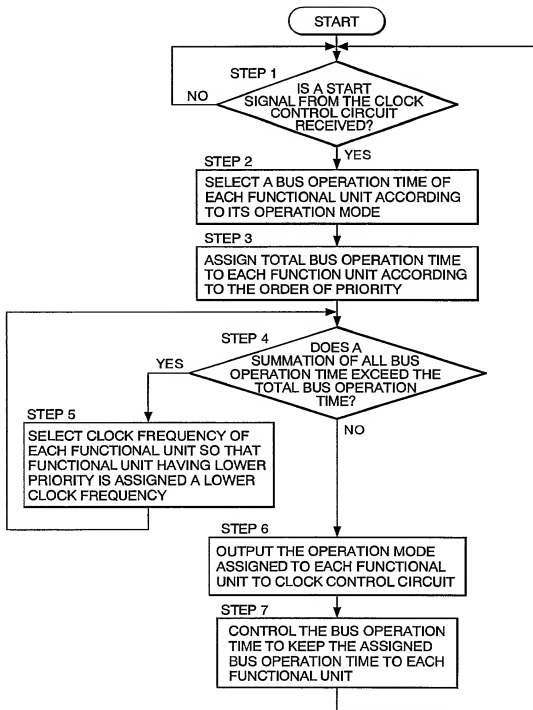 START
STEP 1
IS A START
SIGNAL FROM THE CLOCK
CONTROL CIRCUIT
RECEIVED?
NO
YES
STEP 2
SELECT A BUS OPERATION TIME OF
EACH FUNCTIONAL UNIT ACCORDING
TO ITS OPERATION MODE
STEP 3
ASSIGN TOTAL BUS OPERATION TIME
TO EACH FUNCTION UNIT ACCORDING
TO THE ORDER OF PRIORITY
STEP 4
DOES A
SUMMATION OF ALL BUS
OPERATION TIME EXCEED THE
TOTAL BUS OPERATION
TIME?
YES
NO
STEP 5
SELECT CLOCK FREQUENCY OF
EACH FUNCTIONAL UNIT SO THAT
FUNCTIONAL UNIT HAVING LOWER
PRIORITY IS ASSIGNED A LOWER
CLOCK FREQUENCY
STEP 6
OUTPUT THE OPERATION MODE
ASSIGNED TO EACH FUNCTIONAL
UNIT TO CLOCK CONTROL CIRCUIT
STEP 7
CONTROL THE BUS OPERATION
TIME TO KEEP THE ASSIGNED
BUS OPERATION TIME TO EACH
FUNCTIONAL UNIT